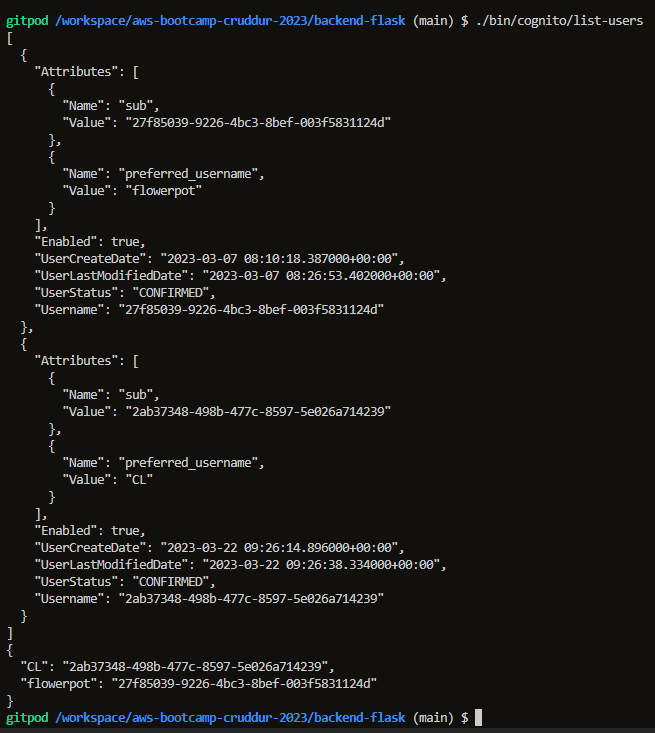 gitpod /workspace/aws-bootcamp-cruddur-2023/backend-flask (main) $ ./bin/cognito/list-users
[
  {
    "Attributes": [
      {
        "Name": "sub",
        "Value": "27f85039-9226-4bc3-8bef-003f5831124d"
      },
      {
        "Name": "preferred_username",
        "Value": "flowerpot"
      }
    ],
    "Enabled": true,
    "UserCreateDate": "2023-03-07 08:10:18.387000+00:00",
    "UserLastModifiedDate": "2023-03-07 08:26:53.402000+00:00",
    "UserStatus": "CONFIRMED",
    "Username": "27f85039-9226-4bc3-8bef-003f5831124d"
  },
  {
    "Attributes": [
      {
        "Name": "sub",
        "Value": "2ab37348-498b-477c-8597-5e026a714239"
      },
      {
        "Name": "preferred_username",
        "Value": "CL"
      }
    ],
    "Enabled": true,
    "UserCreateDate": "2023-03-22 09:26:14.896000+00:00",
    "UserLastModifiedDate": "2023-03-22 09:26:38.334000+00:00",
    "UserStatus": "CONFIRMED",
    "Username": "2ab37348-498b-477c-8597-5e026a714239"
  }
]
{
  "CL": "2ab37348-498b-477c-8597-5e026a714239",
  "flowerpot": "27f85039-9226-4bc3-8bef-003f5831124d"
}
gitpod /workspace/aws-bootcamp-cruddur-2023/backend-flask (main) $